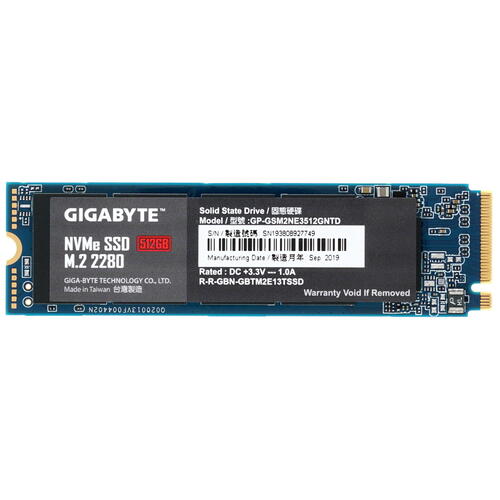 GIGABYTE™
NVMe SSD 512GB
M.2 2280
GIGA-BYTE TECHNOLOGY CO., LTD.
Made in Taiwan 台灣製造
Solid State Drive / 固態硬碟
Model / 型號: GP-GSM2NE3512GNTD
S/N / 製造號碼 SN193808927749
Manufacturing Date / 製造月年 Sep. 2019
Rated : DC +3.3V --- 1.0A
R-R-GBN-GBTM2E13TSSD
Warranty Void If Removed